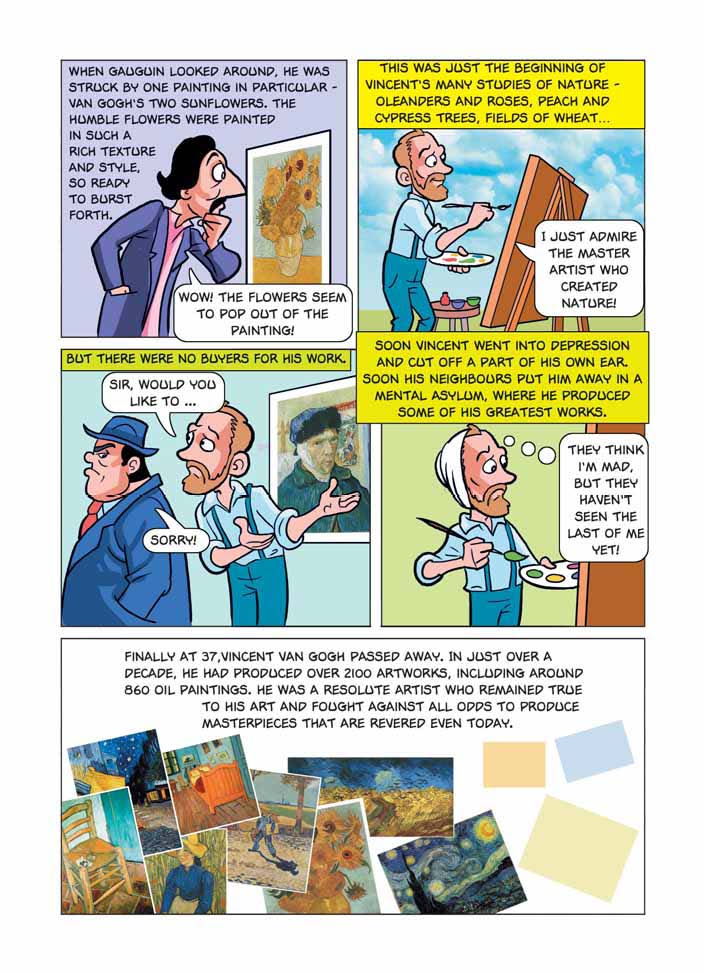 WHEN GAUGUIN LOOKED AROUND, HE WAS
STRUCK BY ONE PAINTING IN PARTICULAR -
VAN GOGH'S TWO SUNFLOWERS. THE
HUMBLE FLOWERS WERE PAINTED
IN SUCH A
RICH TEXTURE
AND STYLE,
SO READY
TO BURST
FORTH.
WOW! THE FLOWERS SEEM
TO POP OUT OF THE
PAINTING!
THIS WAS JUST THE BEGINNING OF
VINCENT'S MANY STUDIES OF NATURE -
OLEANDERS AND ROSES, PEACH AND
CYPRESS TREES, FIELDS OF WHEAT...
I JUST ADMIRE
THE MASTER
ARTIST WHO
CREATED
NATURE!
BUT THERE WERE NO BUYERS FOR HIS WORK.
SIR, WOULD YOU
LIKE TO ...
SORRY!
SOON VINCENT WENT INTO DEPRESSION
AND CUT OFF A PART OF HIS OWN EAR.
SOON HIS NEIGHBOURS PUT HIM AWAY IN A
MENTAL ASYLUM, WHERE HE PRODUCED
SOME OF HIS GREATEST WORKS.
THEY THINK
I'M MAD,
BUT THEY
HAVEN'T
SEEN THE
LAST OF ME
YET!
FINALLY AT 37,VINCENT VAN GOGH PASSED AWAY. IN JUST OVER A
DECADE, HE HAD PRODUCED OVER 2100 ARTWORKS, INCLUDING AROUND
860 OIL PAINTINGS. HE WAS A RESOLUTE ARTIST WHO REMAINED TRUE
TO HIS ART AND FOUGHT AGAINST ALL ODDS TO PRODUCE
MASTERPIECES THAT ARE REVERED EVEN TODAY.